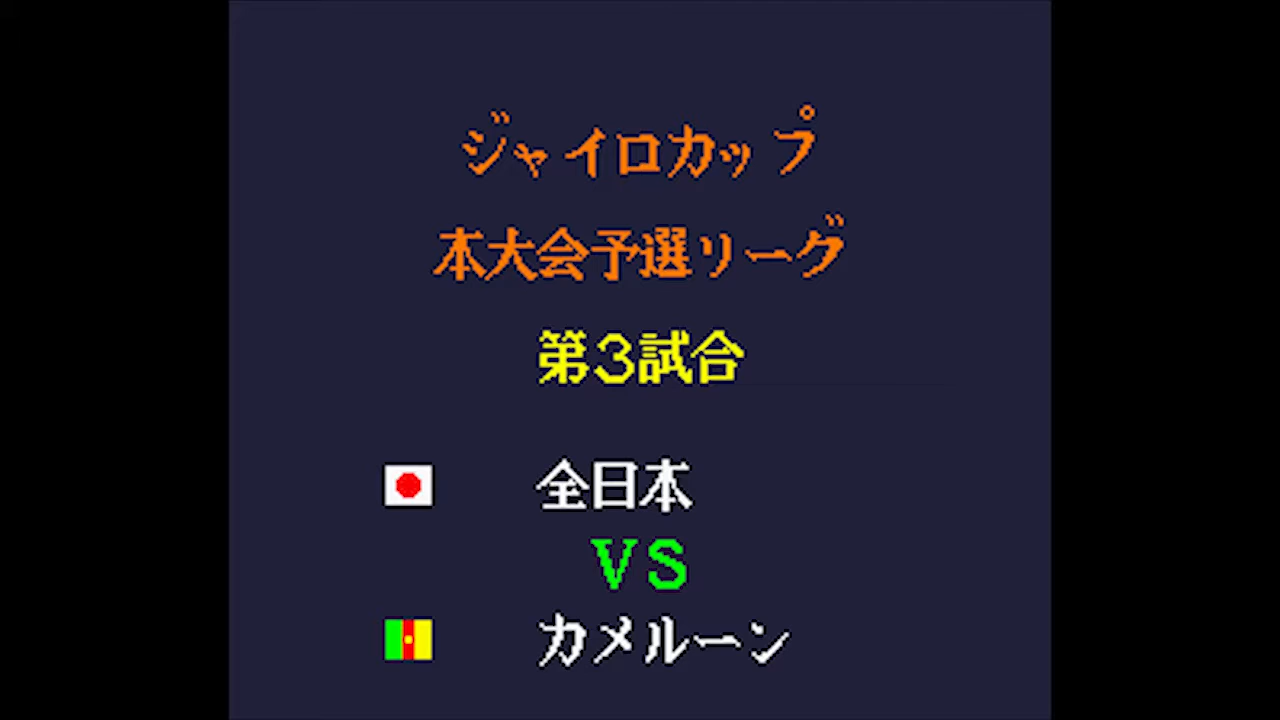 ジャイロカップ
本大会予選リーグ
第3試合
全日本
VS
カメルーン